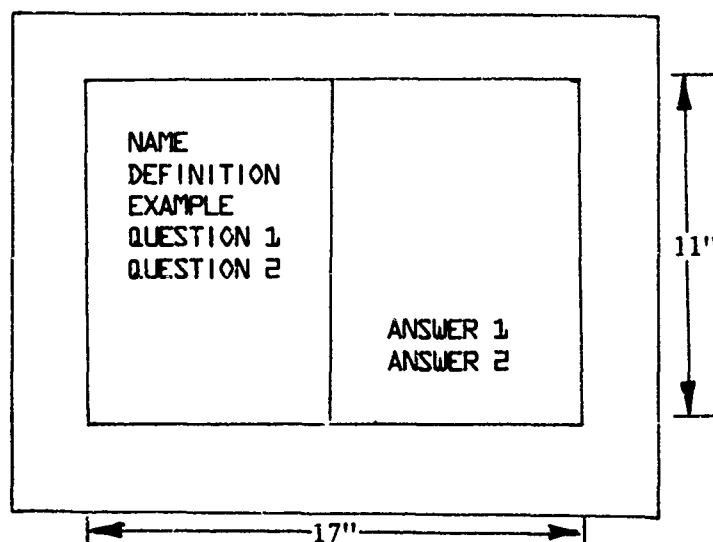 NAME
DEFINITION
EXAMPLE
QUESTION 1
QUESTION 2
ANSWER 1
ANSWER 2
11"
17"